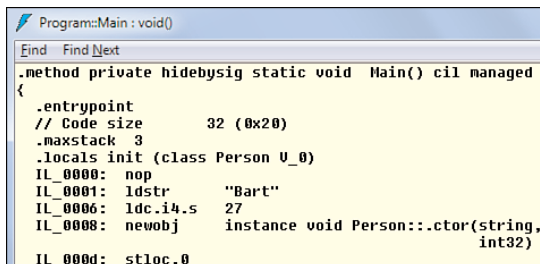 Program::Main : void()
Find Find Next
.method private hidebysig static void  Main() cil managed
{
  .entrypoint
  // Code size       32 (0x20)
  .maxstack  3
  .locals init (class Person V_0)
  IL_0000:  nop
  IL_0001:  ldstr      "Bart"
  IL_0006:  ldc.i4.s   27
  IL_0008:  newobj     instance void Person::.ctor(string,
                                                   int32)
  IL_000d:  stloc.0